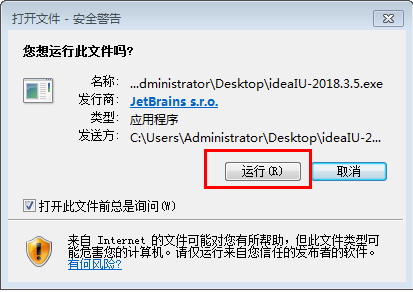 打开文件 - 安全警告
您想运行此文件吗?
名称: ...dministrator\Desktop\ideaIU-2018.3.5.exe
发行商: JetBrains s.r.o.
类型: 应用程序
发送方: C:\Users\Administrator\Desktop\ideaIU-2...
运行(R) 取消
打开此文件前总是询问(W)
来自 Internet 的文件可能对您有所帮助，但此文件类型可
能危害您的计算机。请仅运行来自您信任的发布者的软件。
有何风险?